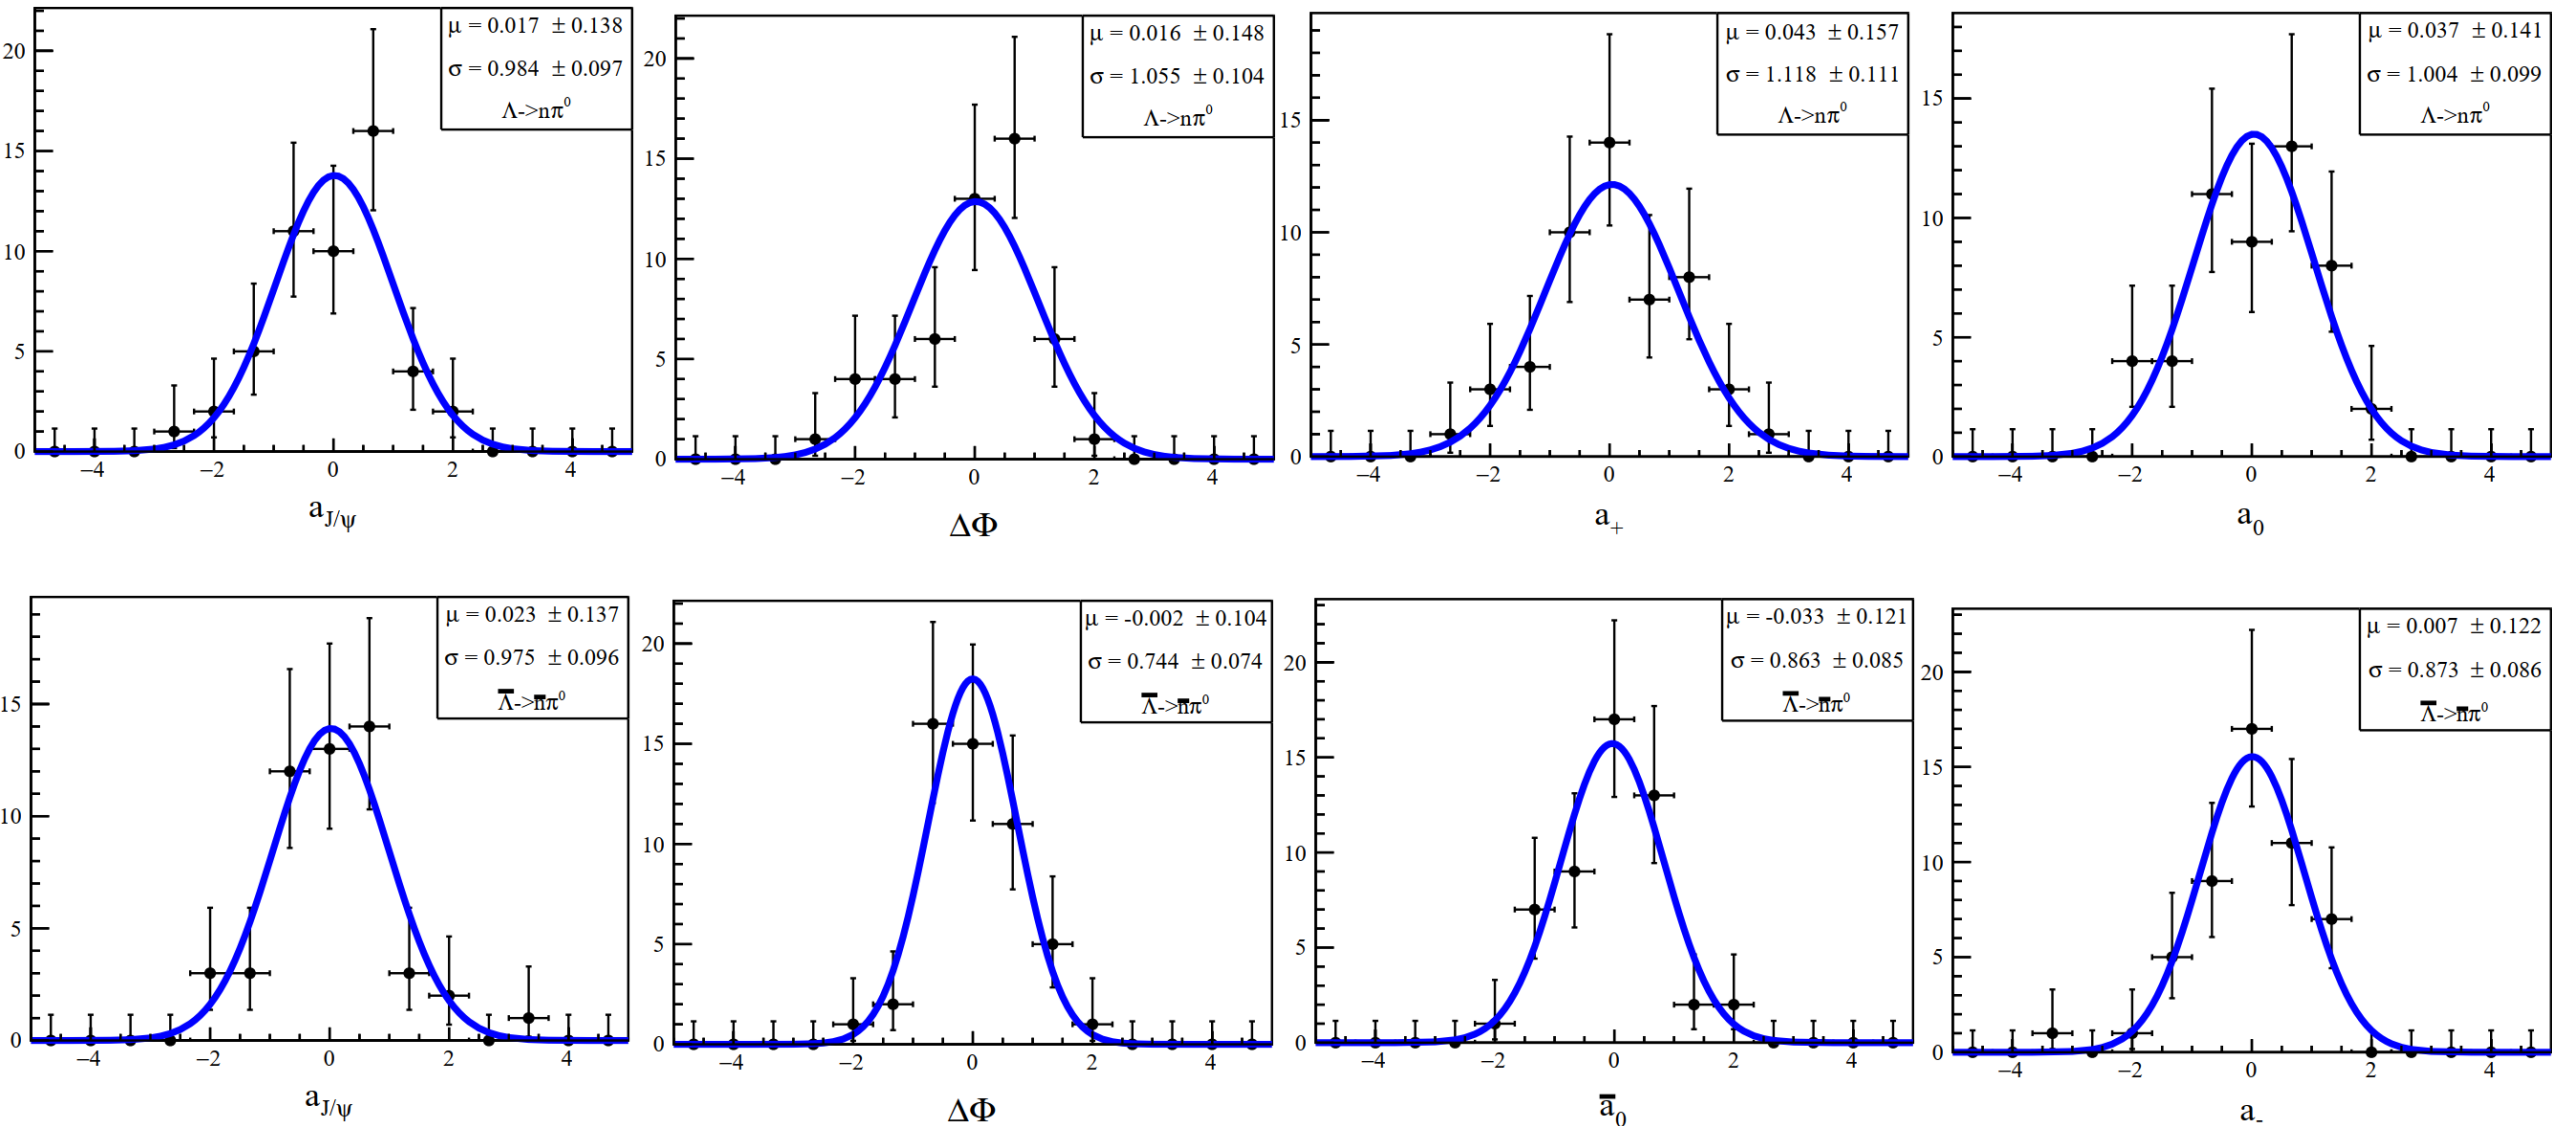 μ = 0.017 ± 0.138
σ = 0.984 ± 0.097
Λ->nπ⁰
20
15
10
5
0
−4 −2 0 2 4
a_J/ψ
μ = 0.016 ± 0.148
σ = 1.055 ± 0.104
Λ->nπ⁰
20
15
10
5
0
−4 −2 0 2 4
ΔΦ
μ = 0.043 ± 0.157
σ = 1.118 ± 0.111
Λ->nπ⁰
15
10
5
0
−4 −2 0 2 4
a₊
μ = 0.037 ± 0.141
σ = 1.004 ± 0.099
Λ->nπ⁰
15
10
5
0
−4 −2 0 2 4
a₀
μ = 0.023 ± 0.137
σ = 0.975 ± 0.096
Λ̅->n̅π⁰
15
10
5
0
−4 −2 0 2 4
a_J/ψ
μ = -0.002 ± 0.104
σ = 0.744 ± 0.074
Λ̅->n̅π⁰
20
15
10
5
0
−4 −2 0 2 4
ΔΦ
μ = -0.033 ± 0.121
σ = 0.863 ± 0.085
Λ̅->n̅π⁰
20
15
10
5
0
−4 −2 0 2 4
a̅₀
μ = 0.007 ± 0.122
σ = 0.873 ± 0.086
Λ̅->n̅π⁰
20
15
10
5
0
−4 −2 0 2 4
a₋